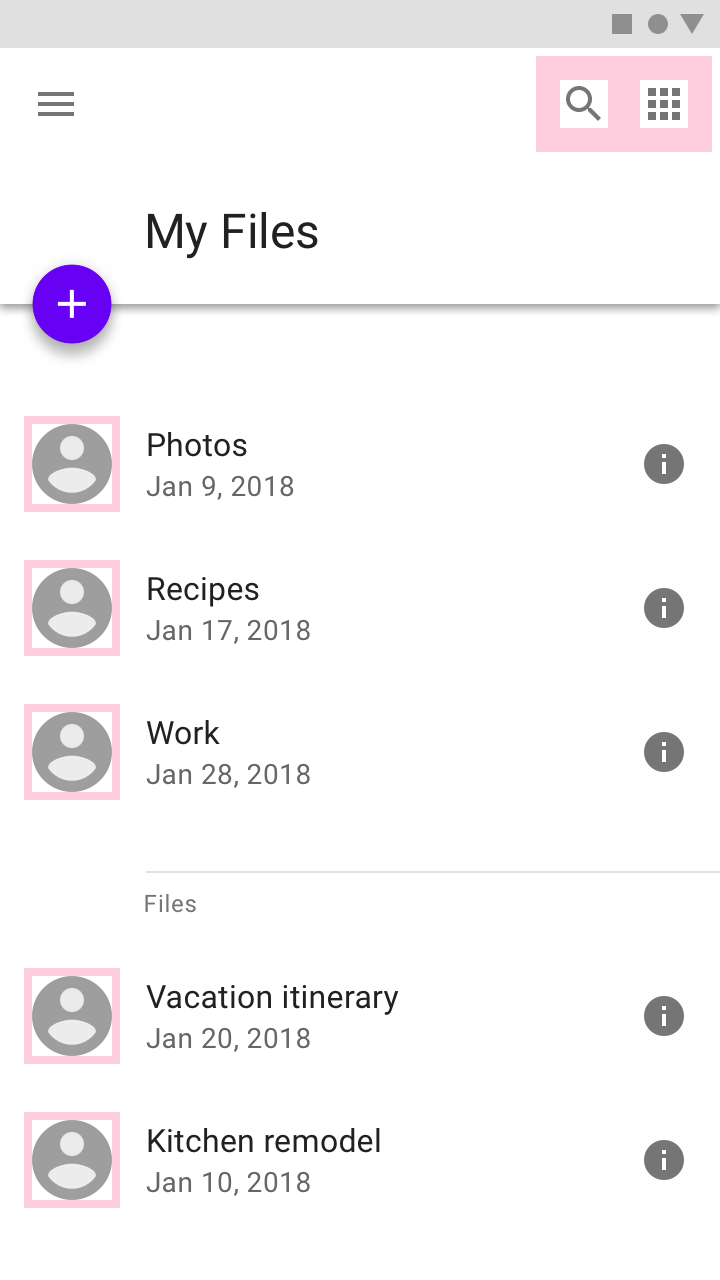 My Files
Photos
Jan 9, 2018
Recipes
Jan 17, 2018
Work
Jan 28, 2018
Files
Vacation itinerary
Jan 20, 2018
Kitchen remodel
Jan 10, 2018